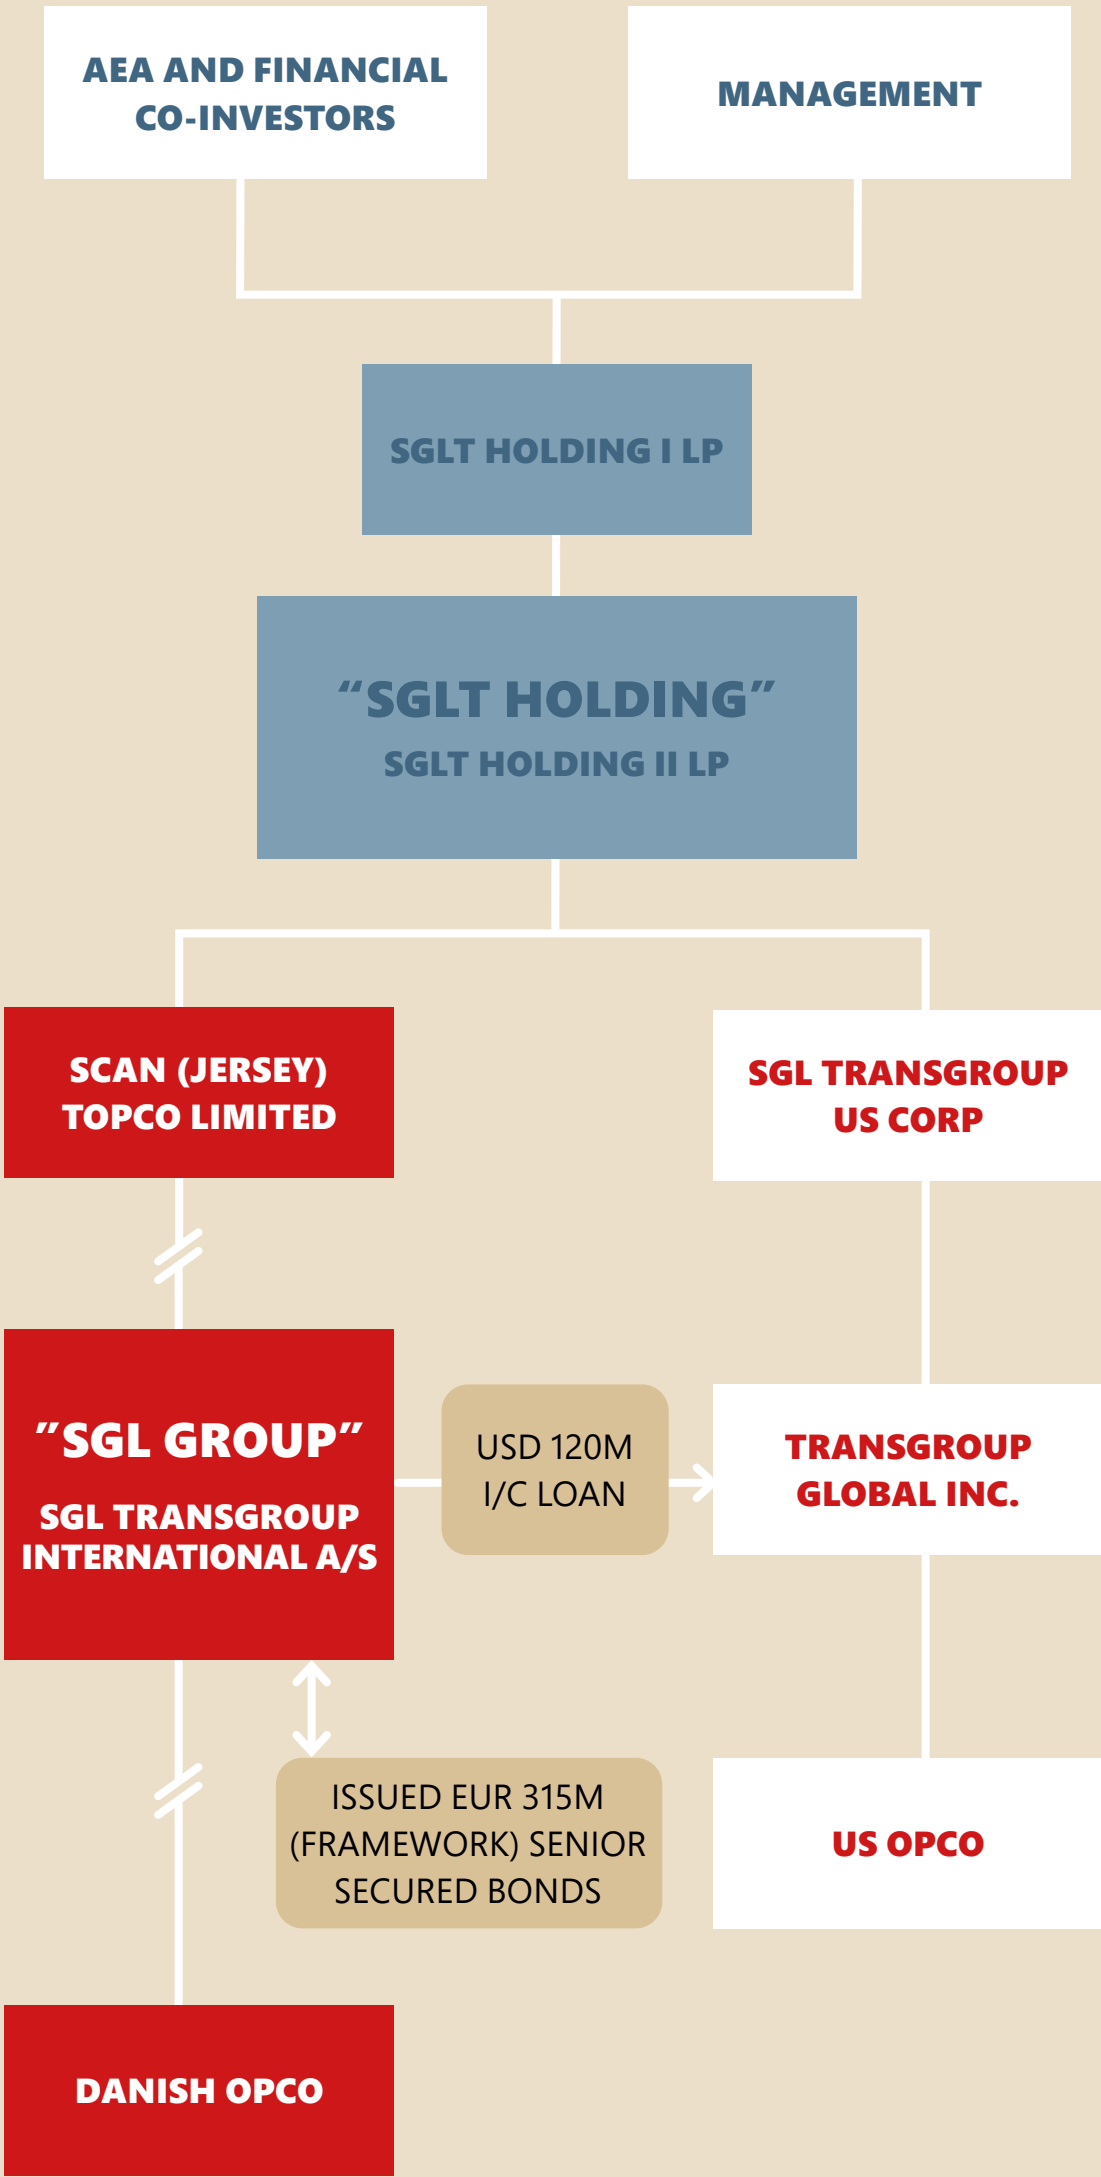 AEA AND FINANCIAL
CO-INVESTORS
MANAGEMENT
SGLT HOLDING I LP
“SGLT HOLDING”
SGLT HOLDING II LP
SCAN (JERSEY)
TOPCO LIMITED
SGL TRANSGROUP
US CORP
”SGL GROUP”
SGL TRANSGROUP
INTERNATIONAL A/S
USD 120M
I/C LOAN
TRANSGROUP
GLOBAL INC.
ISSUED EUR 315M
(FRAMEWORK) SENIOR
SECURED BONDS
US OPCO
DANISH OPCO